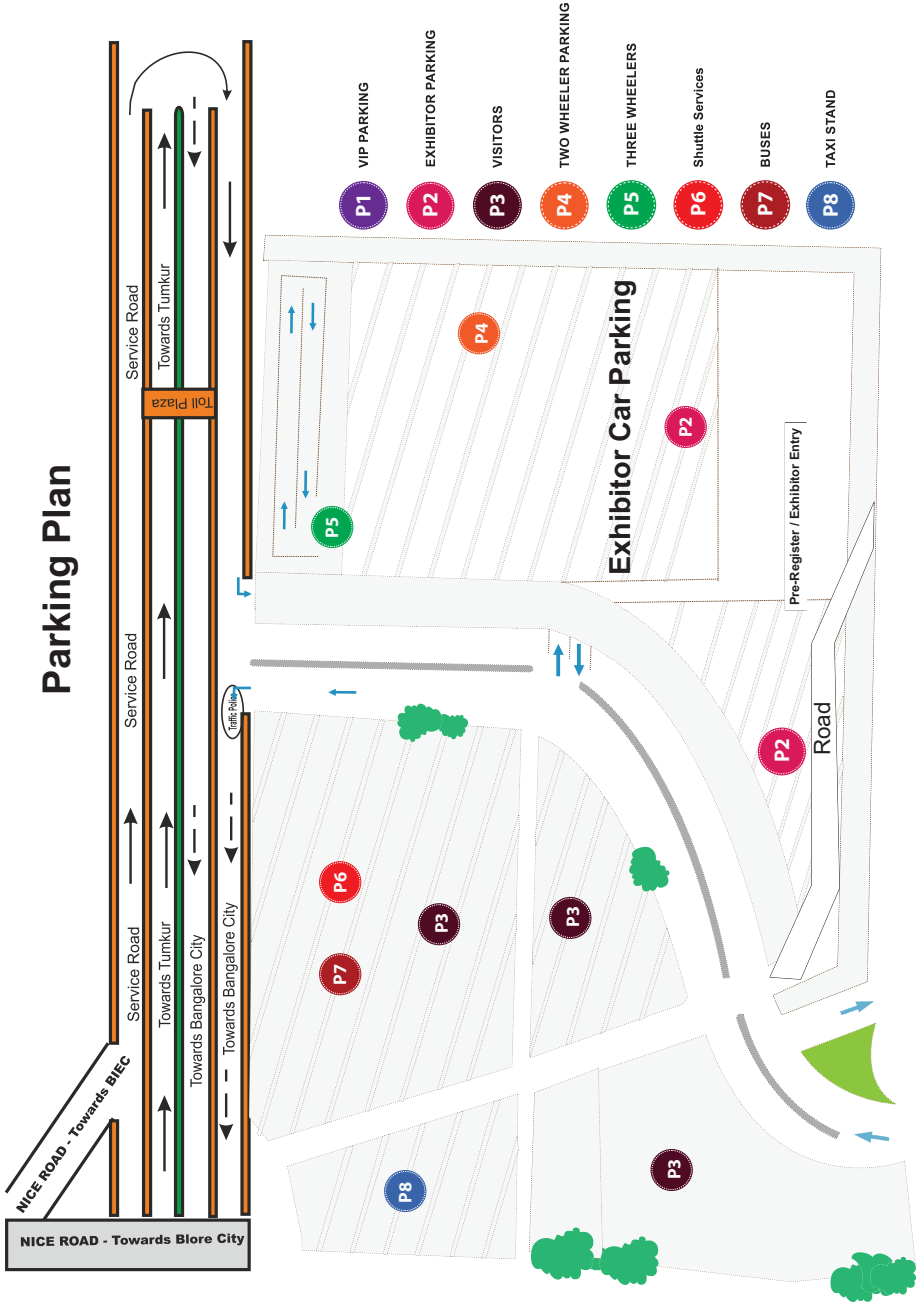 Parking Plan
NICE ROAD - Towards Blore City
NICE ROAD - Towards BIEC
Service Road
Service Road
Service Road
Towards Tumkur
Towards Tumkur
Toll Plaza
Towards Bangalore City
Towards Bangalore City
Traffic Police
P1 VIP PARKING
P2 EXHIBITOR PARKING
P3 VISITORS
P4 TWO WHEELER PARKING
P5 THREE WHEELERS
P6 Shuttle Services
P7 BUSES
P8 TAXI STAND
P5
P4
Exhibitor Car Parking
P2
Pre-Register / Exhibitor Entry
P2
Road
P6
P7
P3
P3
P8
P3